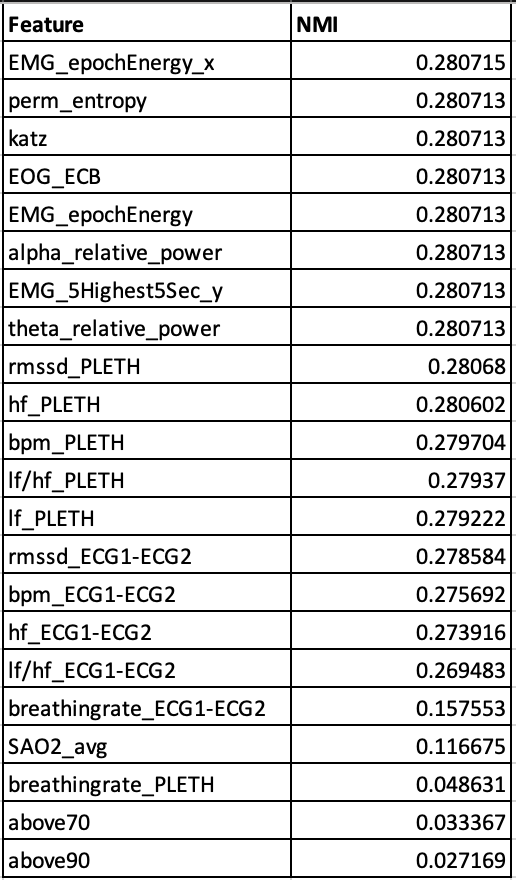 Feature NMI
EMG_epochEnergy_x 0.280715
perm_entropy 0.280713
katz 0.280713
EOG_ECB 0.280713
EMG_epochEnergy 0.280713
alpha_relative_power 0.280713
EMG_5Highest5Sec_y 0.280713
theta_relative_power 0.280713
rmssd_PLETH 0.28068
hf_PLETH 0.280602
bpm_PLETH 0.279704
lf/hf_PLETH 0.27937
lf_PLETH 0.279222
rmssd_ECG1-ECG2 0.278584
bpm_ECG1-ECG2 0.275692
hf_ECG1-ECG2 0.273916
lf/hf_ECG1-ECG2 0.269483
breathingrate_ECG1-ECG2 0.157553
SAO2_avg 0.116675
breathingrate_PLETH 0.048631
above70 0.033367
above90 0.027169